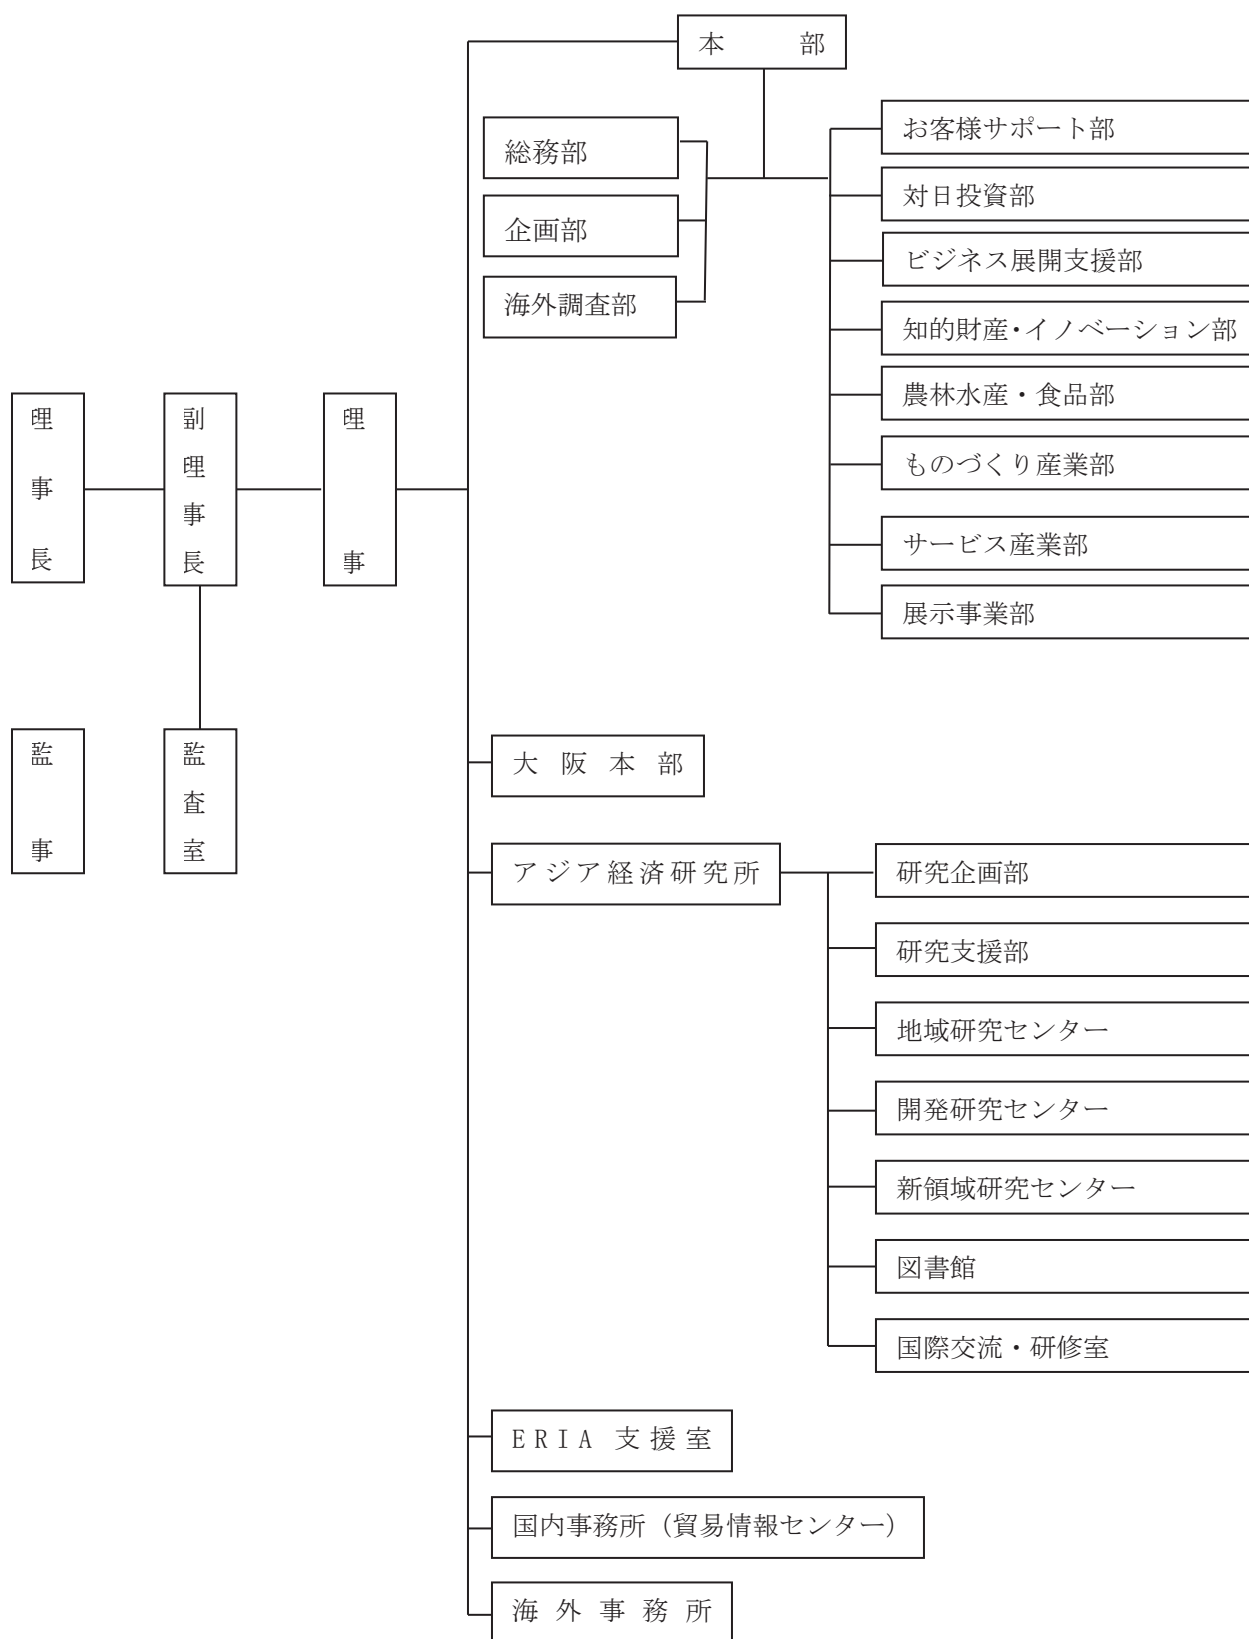 本部
総務部
企画部
海外調査部
お客様サポート部
対日投資部
ビジネス展開支援部
知的財産・イノベーション部
農林水産・食品部
ものづくり産業部
サービス産業部
展示事業部
理事長
副理事長
理事
監事
監査室
大阪本部
アジア経済研究所
研究企画部
研究支援部
地域研究センター
開発研究センター
新領域研究センター
図書館
国際交流・研修室
ERIA 支援室
国内事務所（貿易情報センター）
海外事務所